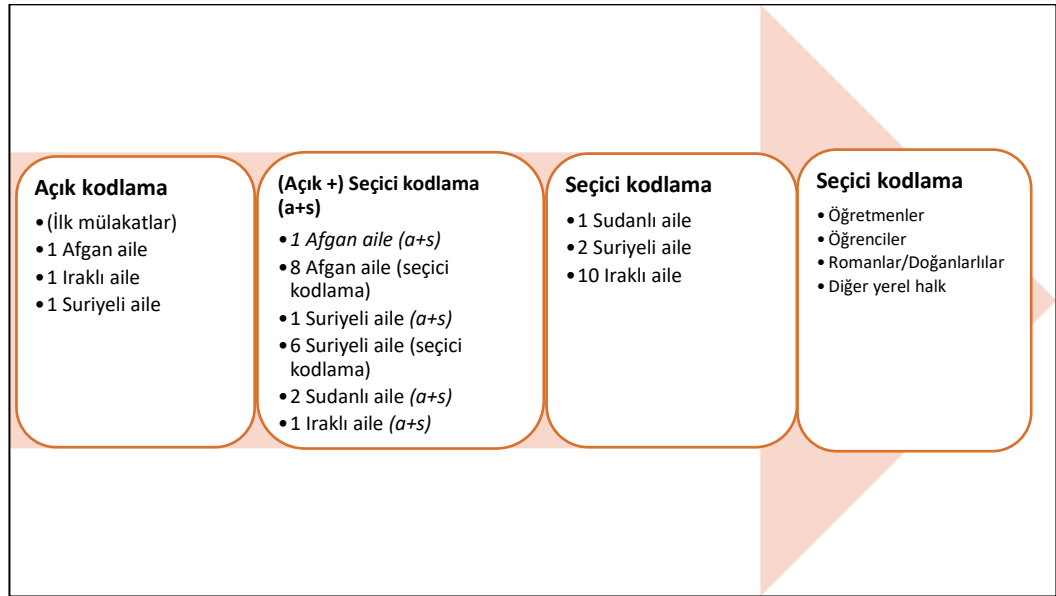 Açık kodlama
•(İlk mülakatlar)
•1 Afgan aile
•1 Iraklı aile
•1 Suriyeli aile
(Açık +) Seçici kodlama
(a+s)
•1 Afgan aile (a+s)
•8 Afgan aile (seçici
kodlama)
•1 Suriyeli aile (a+s)
•6 Suriyeli aile (seçici
kodlama)
•2 Sudanlı aile (a+s)
•1 Iraklı aile (a+s)
Seçici kodlama
•1 Sudanlı aile
•2 Suriyeli aile
•10 Iraklı aile
Seçici kodlama
•Öğretmenler
•Öğrenciler
•Romanlar/Doğanlarlılar
•Diğer yerel halk